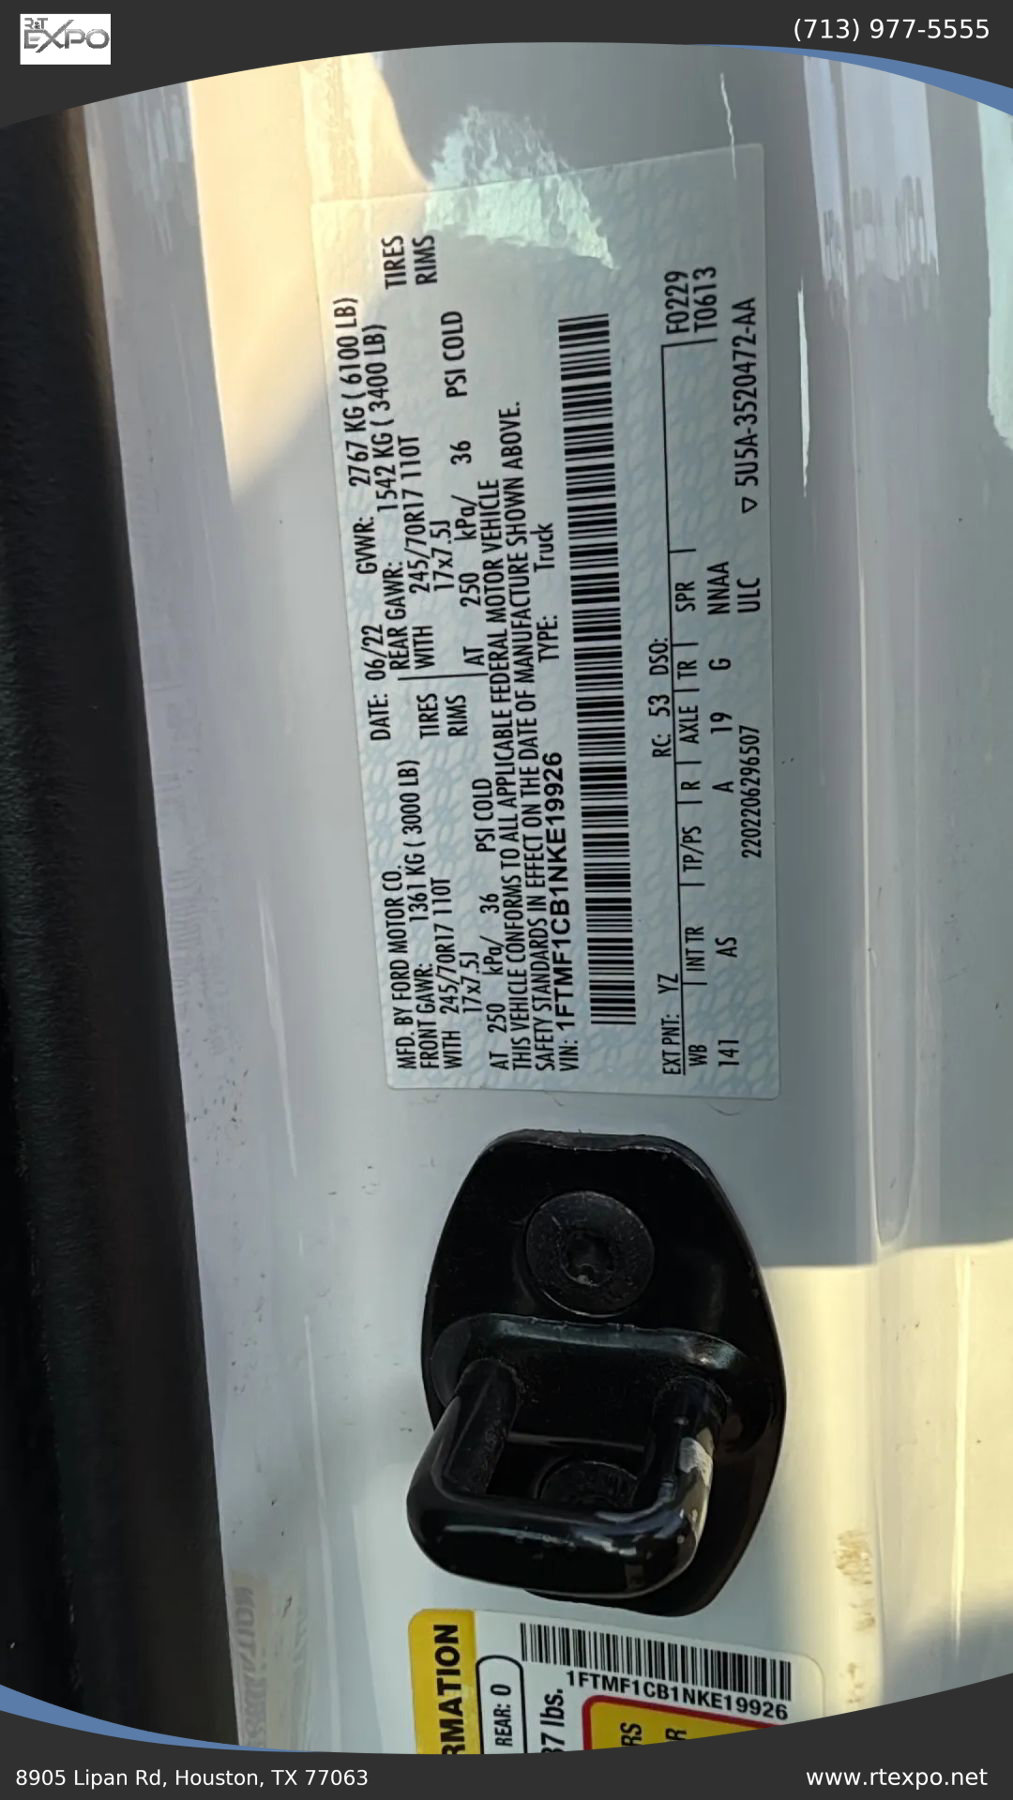 R&T
EXPO
(713) 977-5555
MFD. BY FORD MOTOR CO.
DATE: 06/22
GVWR: 2767 KG ( 6100 LB)
FRONT GAWR: 1361 KG ( 3000 LB)
REAR GAWR: 1542 KG ( 3400 LB)
WITH 245/70R17 110T TIRES
WITH 245/70R17 110T TIRES
17x7.5J RIMS
17x7.5J RIMS
AT 250 kPa/ 36 PSI COLD
AT 250 kPa/ 36 PSI COLD
THIS VEHICLE CONFORMS TO ALL APPLICABLE FEDERAL MOTOR VEHICLE
SAFETY STANDARDS IN EFFECT ON THE DATE OF MANUFACTURE SHOWN ABOVE.
VIN: 1FTMF1CB1NKE19926
TYPE: Truck
F0229
T0613
EXT PNT: YZ RC: 53 DSO:
WB INT TR TP/PS R AXLE TR SPR
141 AS A 19 G NNAA
2202206296507 ULC
▽ 5U5A-3520472-AA
RMATION
REAR: 0
37 lbs.
1FTMF1CB1NKE19926
RS
R
8905 Lipan Rd, Houston, TX 77063
www.rtexpo.net